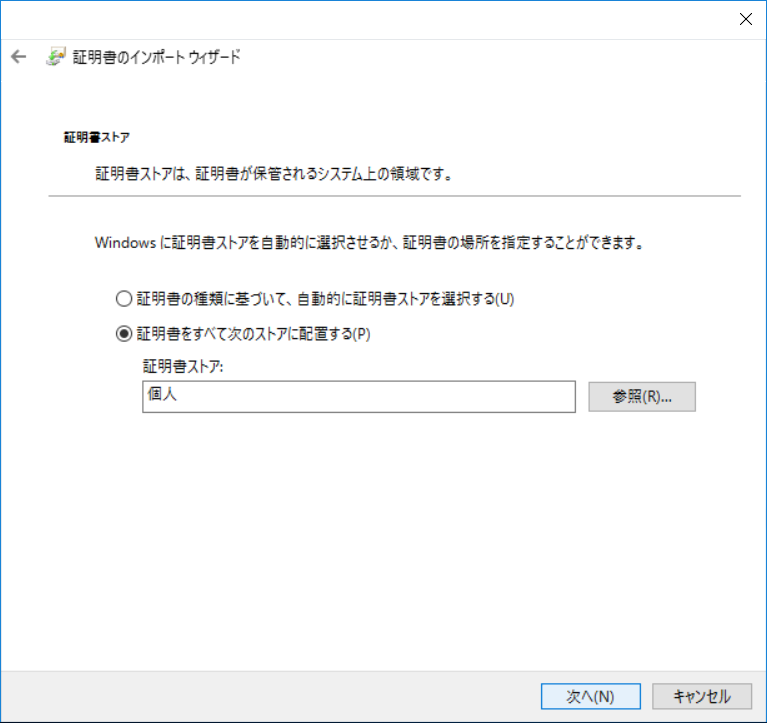 証明書のインポート ウィザード
証明書ストア
証明書ストアは、証明書が保管されるシステム上の領域です。
Windows に証明書ストアを自動的に選択させるか、証明書の場所を指定することができます。
証明書の種類に基づいて、自動的に証明書ストアを選択する(U)
証明書をすべて次のストアに配置する(P)
証明書ストア:
個人
参照(R)...
次へ(N)
キャンセル